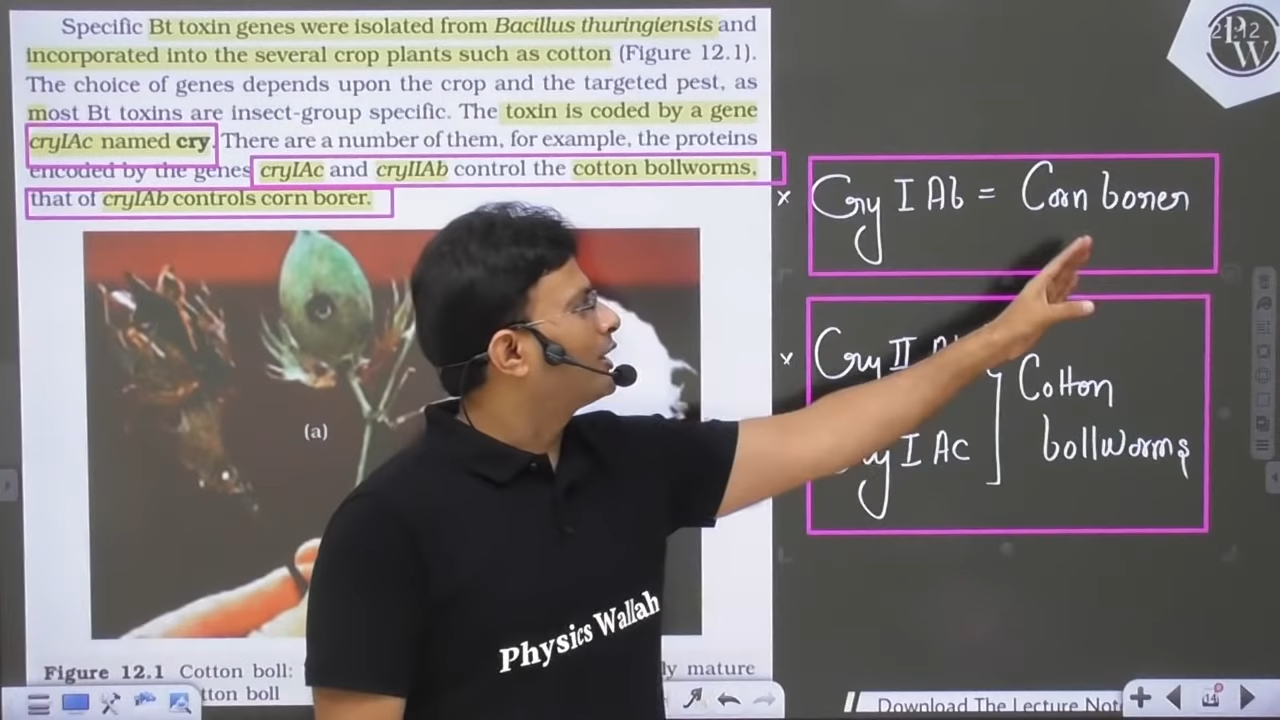 Specific Bt toxin genes were isolated from Bacillus thuringiensis and
incorporated into the several crop plants such as cotton (Figure 12.1).
The choice of genes depends upon the crop and the targeted pest, as
most Bt toxins are insect-group specific. The toxin is coded by a gene
cryIAc named cry. There are a number of them, for example, the proteins
encoded by the genes cryIAc and cryIIAb control the cotton bollworms,
that of cryIAb controls corn borer.
(a)
Figure 12.1 Cotton boll: ly mature
tton boll
PW
× Cry I Ab = Corn borer
× Cry II
Cotton
I Ac
bollworms
Physics Wallah
Download The Lecture Not
14